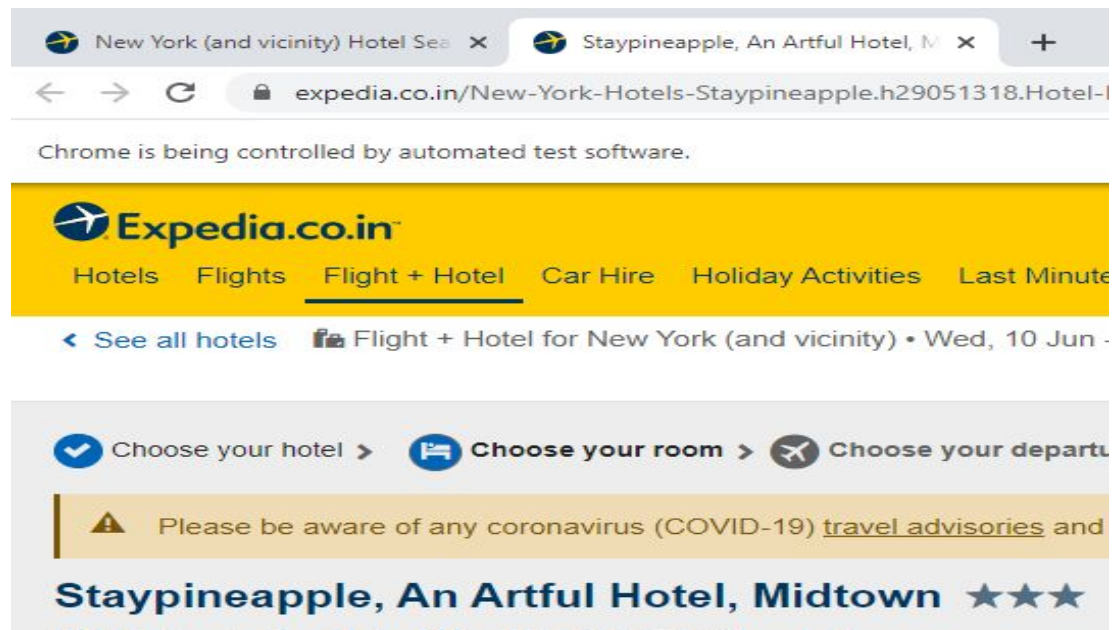 New York (and vicinity) Hotel Sea
Staypineapple, An Artful Hotel, M
expedia.co.in/New-York-Hotels-Staypineapple.h29051318.Hotel-
Chrome is being controlled by automated test software.
Expedia.co.in
Hotels Flights Flight + Hotel Car Hire Holiday Activities Last Minute
See all hotels Flight + Hotel for New York (and vicinity) • Wed, 10 Jun -
Choose your hotel > Choose your room > Choose your departu
Please be aware of any coronavirus (COVID-19) travel advisories and
Staypineapple, An Artful Hotel, Midtown ★★★